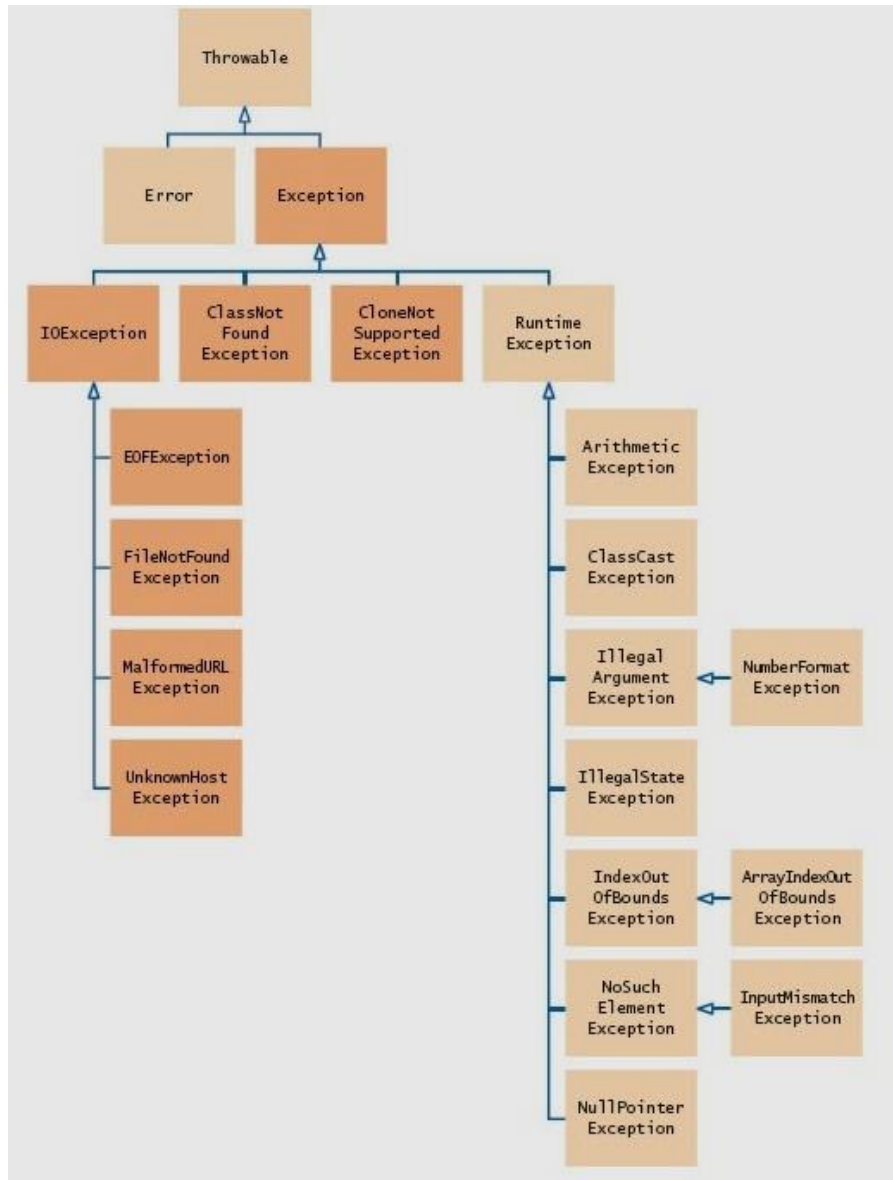 Throwable
Error
Exception
IOException
ClassNot
Found
Exception
CloneNot
Supported
Exception
Runtime
Exception
EOFException
FileNotFound
Exception
MalformedURL
Exception
UnknownHost
Exception
Arithmetic
Exception
ClassCast
Exception
Illegal
Argument
Exception
NumberFormat
Exception
IllegalState
Exception
IndexOut
OfBounds
Exception
ArrayIndexOut
OfBounds
Exception
NoSuch
Element
Exception
InputMismatch
Exception
NullPointer
Exception